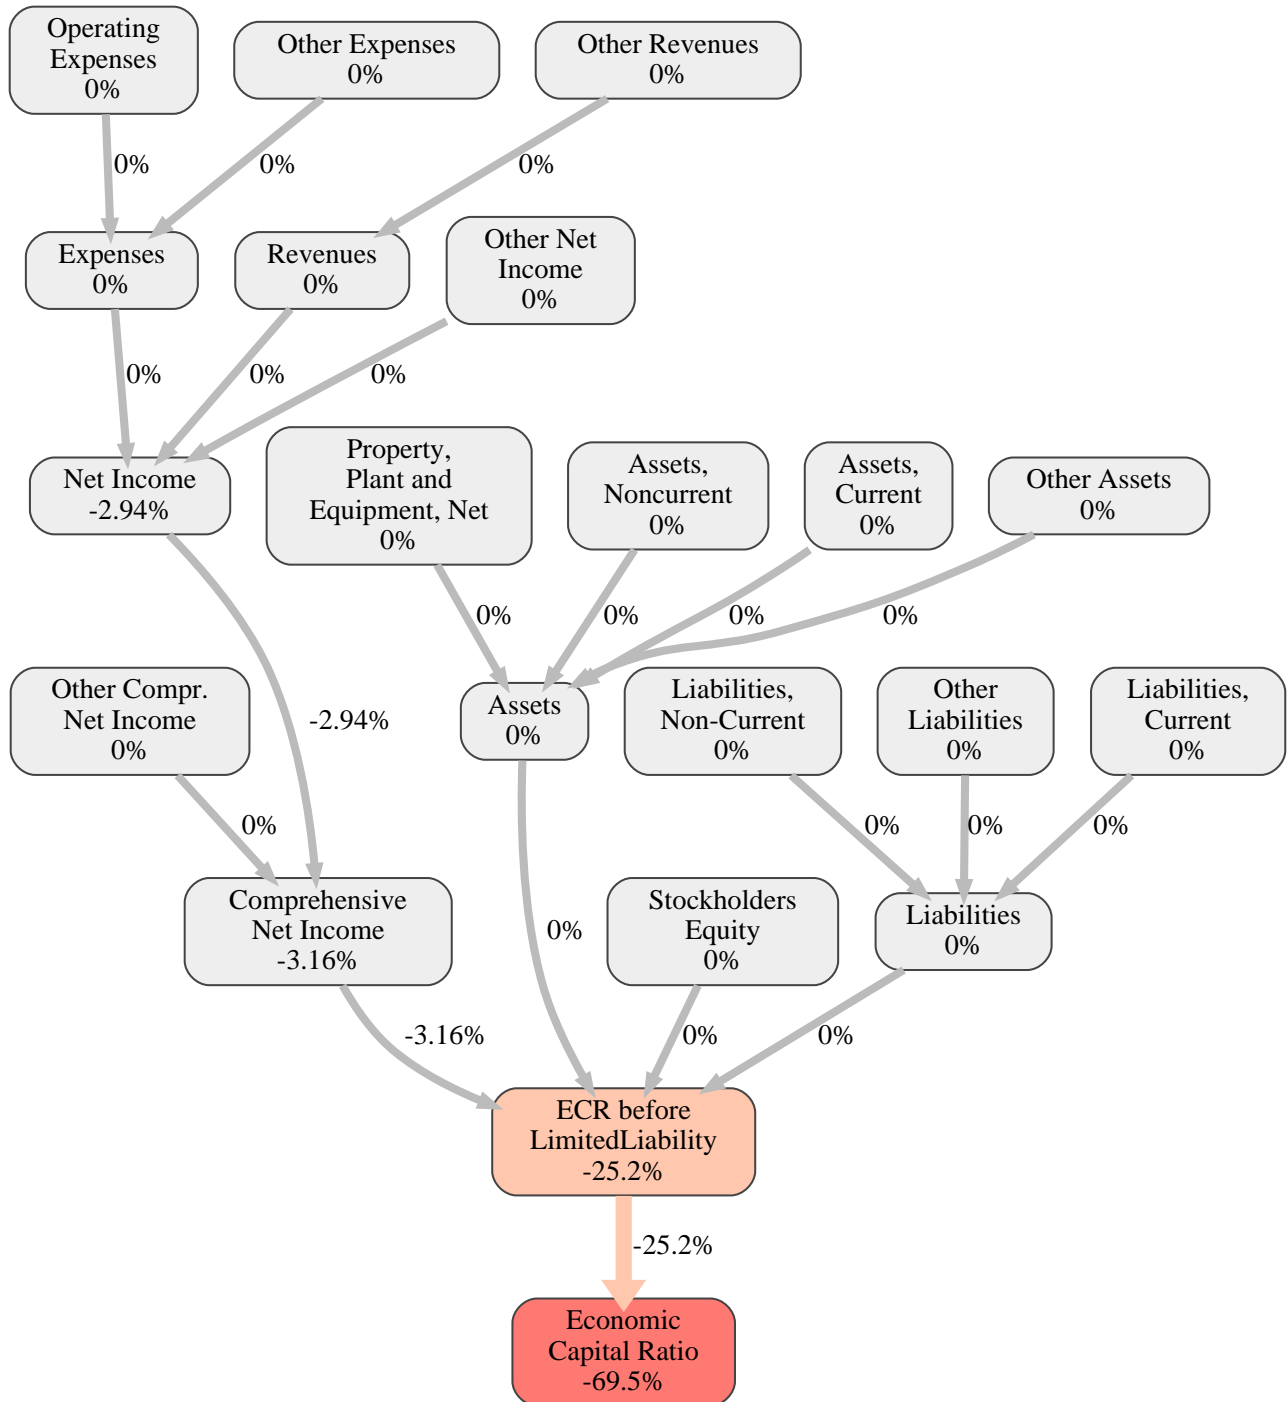 Operating
Expenses
0%
Other Expenses
0%
Other Revenues
0%
0%
0%
0%
Expenses
0%
Revenues
0%
Other Net
Income
0%
0%
0%
0%
Net Income
-2.94%
Property,
Plant and
Equipment, Net
0%
Assets,
Noncurrent
0%
Assets,
Current
0%
Other Assets
0%
0%
0%
0%
0%
Other Compr.
Net Income
0%
-2.94%
Assets
0%
Liabilities,
Non-Current
0%
Other
Liabilities
0%
Liabilities,
Current
0%
0%
0%
0%
0%
Comprehensive
Net Income
-3.16%
0%
Stockholders
Equity
0%
Liabilities
0%
-3.16%
0%
0%
ECR before
LimitedLiability
-25.2%
-25.2%
Economic
Capital Ratio
-69.5%